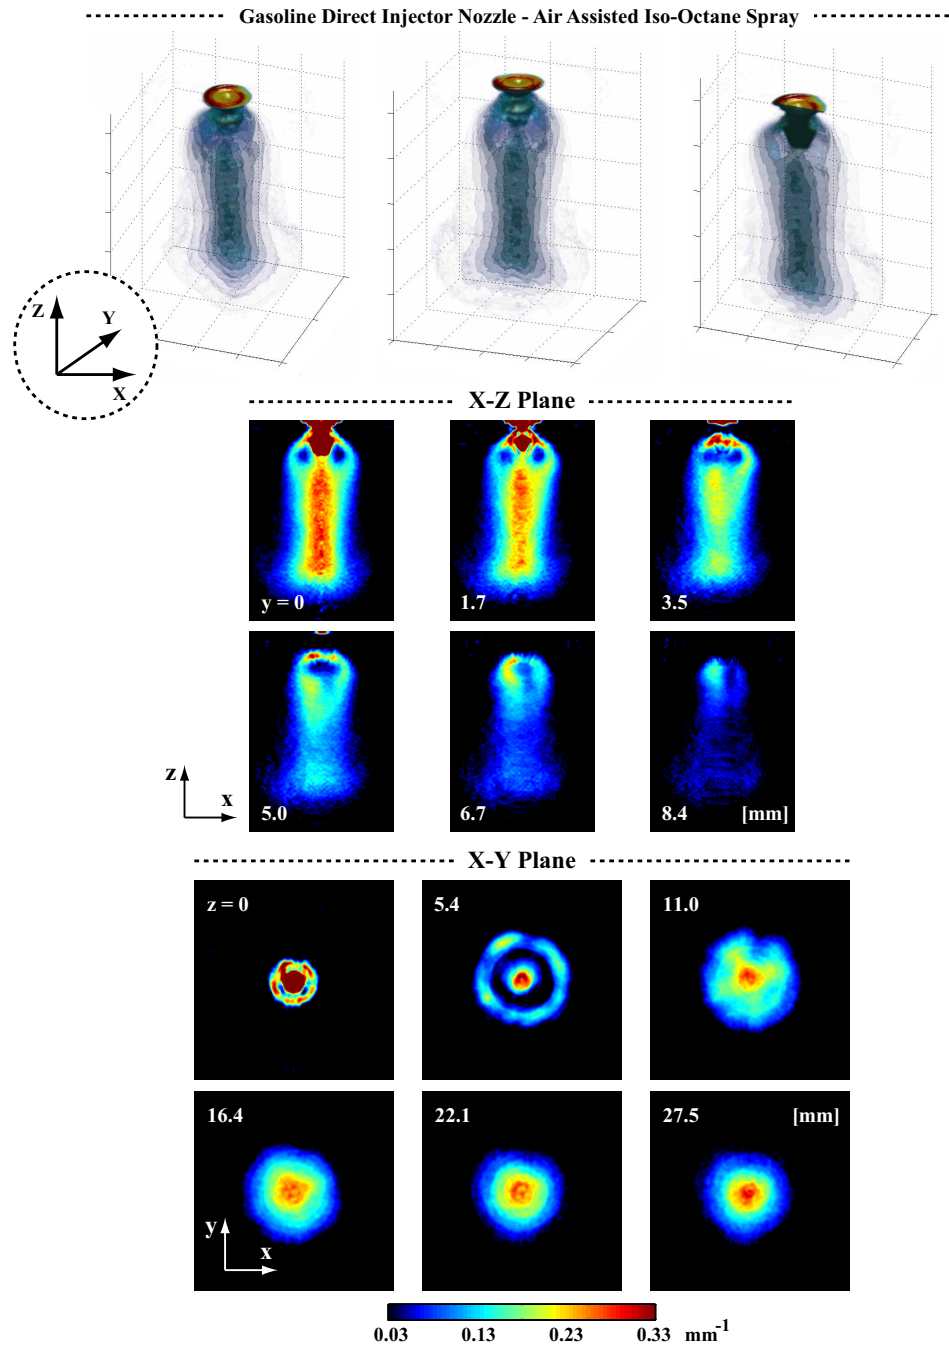 Gasoline Direct Injector Nozzle - Air Assisted Iso-Octane Spray
Z
Y
X
X-Z Plane
y = 0
1.7
3.5
5.0
6.7
8.4 [mm]
z
x
X-Y Plane
z = 0
5.4
11.0
16.4
22.1
27.5 [mm]
y
x
0.03 0.13 0.23 0.33 mm⁻¹